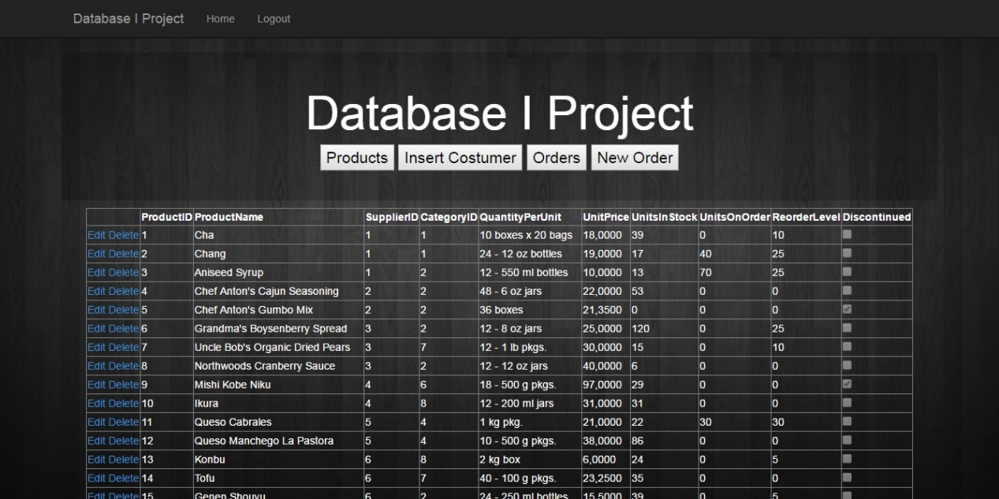 Database I Project Home Logout
Database I Project
Products Insert Costumer Orders New Order
ProductID ProductName SupplierID CategoryID QuantityPerUnit UnitPrice UnitsInStock UnitsOnOrder ReorderLevel Discontinued
Edit Delete 1 Cha 1 1 10 boxes x 20 bags 18,0000 39 0 10
Edit Delete 2 Chang 1 1 24 - 12 oz bottles 19,0000 17 40 25
Edit Delete 3 Aniseed Syrup 1 2 12 - 550 ml bottles 10,0000 13 70 25
Edit Delete 4 Chef Anton's Cajun Seasoning 2 2 48 - 6 oz jars 22,0000 53 0 0
Edit Delete 5 Chef Anton's Gumbo Mix 2 2 36 boxes 21,3500 0 0 0
Edit Delete 6 Grandma's Boysenberry Spread 3 2 12 - 8 oz jars 25,0000 120 0 25
Edit Delete 7 Uncle Bob's Organic Dried Pears 3 7 12 - 1 lb pkgs. 30,0000 15 0 10
Edit Delete 8 Northwoods Cranberry Sauce 3 2 12 - 12 oz jars 40,0000 6 0 0
Edit Delete 9 Mishi Kobe Niku 4 6 18 - 500 g pkgs. 97,0000 29 0 0
Edit Delete 10 Ikura 4 8 12 - 200 ml jars 31,0000 31 0 0
Edit Delete 11 Queso Cabrales 5 4 1 kg pkg. 21,0000 22 30 30
Edit Delete 12 Queso Manchego La Pastora 5 4 10 - 500 g pkgs. 38,0000 86 0 0
Edit Delete 13 Konbu 6 8 2 kg box 6,0000 24 0 5
Edit Delete 14 Tofu 6 7 40 - 100 g pkgs. 23,2500 35 0 0
Edit Delete 15 Genen Shouyu 6 2 24 - 250 ml bottles 15,5000 39 0 5